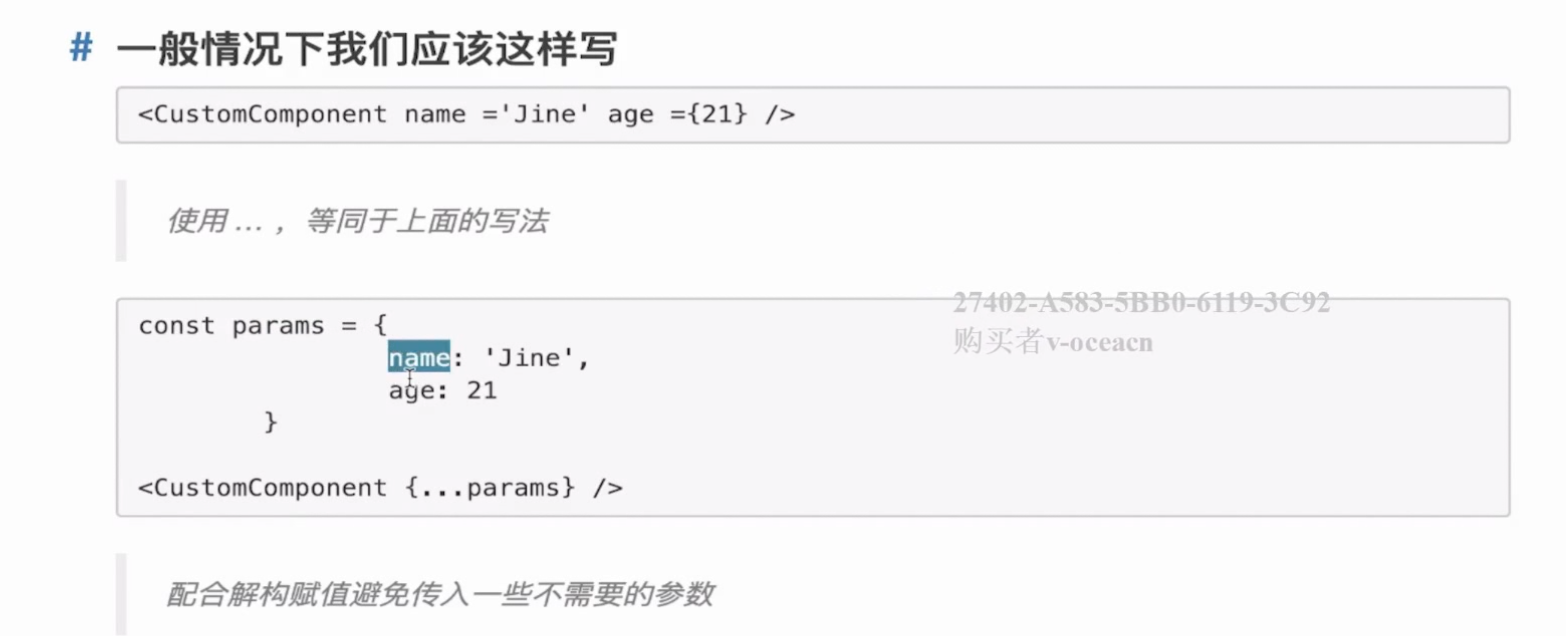 # 一般情况下我们应该这样写
<CustomComponent name ='Jine' age ={21} />
使用 ... ，等同于上面的写法
27402-A583-5BB0-6119-3C92
const params = {
购买者v-oceacn
name: 'Jine',
age: 21
}
<CustomComponent {...params} />
配合解构赋值避免传入一些不需要的参数